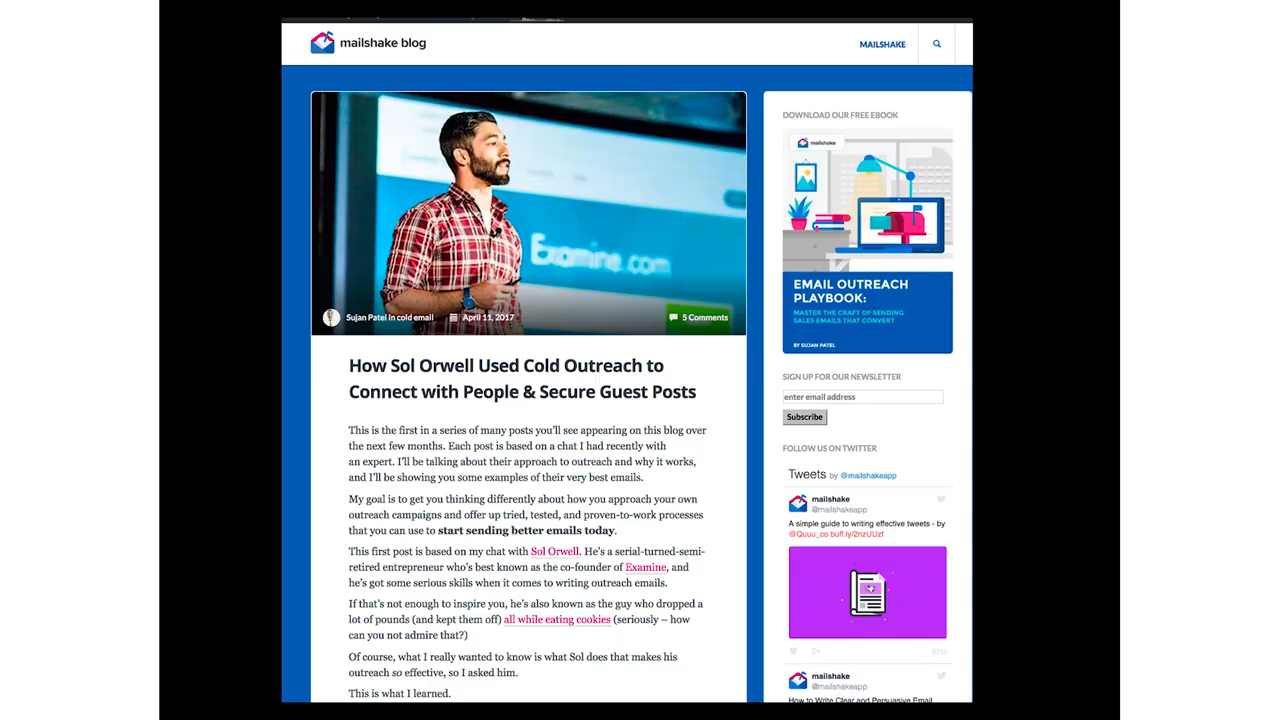 mailshake blog
MAILSHAKE
Examine.com
Sujan Patel in cold email
April 11, 2017
5 Comments
How Sol Orwell Used Cold Outreach to
Connect with People & Secure Guest Posts
This is the first in a series of many posts you'll see appearing on this blog over
the next few months. Each post is based on a chat I had recently with
an expert. I'll be talking about their approach to outreach and why it works,
and I'll be showing you some examples of their very best emails.
My goal is to get you thinking differently about how you approach your own
outreach campaigns and offer up tried, tested, and proven-to-work processes
that you can use to start sending better emails today.
This first post is based on my chat with Sol Orwell. He's a serial-turned-semi-
retired entrepreneur who's best known as the co-founder of Examine, and
he's got some serious skills when it comes to writing outreach emails.
If that's not enough to inspire you, he's also known as the guy who dropped a
lot of pounds (and kept them off) all while eating cookies (seriously – how
can you not admire that?)
Of course, what I really wanted to know is what Sol does that makes his
outreach so effective, so I asked him.
This is what I learned.
DOWNLOAD OUR FREE EBOOK
mailshake
EMAIL OUTREACH
PLAYBOOK:
MASTER THE CRAFT OF SENDING
SALES EMAILS THAT CONVERT
BY SUJAN PATEL
SIGN UP FOR OUR NEWSLETTER
enter email address
Subscribe
FOLLOW US ON TWITTER
Tweets by @mailshakeapp
mailshake
@mailshakeapp
A simple guide to writing effective tweets - by
@Quuu_co buff.ly/2nzUUzf
mailshake
@mailshakeapp
How to Write Clear and Persuasive Email